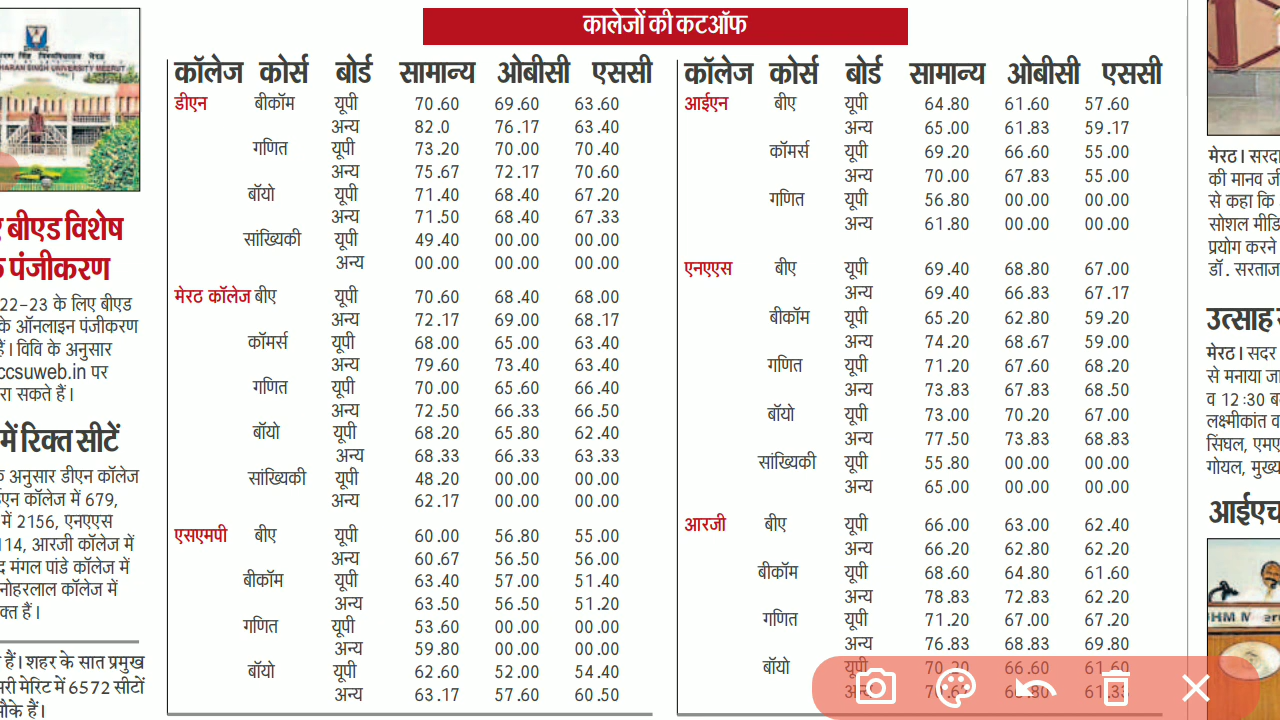 HARAN SINGH UNIVERSITY MEERUT
बीएड विशेष
पंजीकरण
22-23 के लिए बीएड
के ऑनलाइन पंजीकरण
हैं। विवि के अनुसार
ccsuweb.in पर
रा सकते हैं।
में रिक्त सीटें
अनुसार डीएन कॉलेज
कॉलेज में 679,
में 2156, एनएएस
114, आरजी कॉलेज में
मंगल पांडे कॉलेज में
नोहरलाल कॉलेज में
क्त हैं।
हैं। शहर के सात प्रमुख
मेरिट में 6572 सीटों
मौके हैं।
कालेजों की कटऑफ
कॉलेज कोर्स बोर्ड सामान्य ओबीसी एससी
डीएन बीकॉम यूपी 70.60 69.60 63.60
अन्य 82.0 76.17 63.40
गणित यूपी 73.20 70.00 70.40
अन्य 75.67 72.17 70.60
बॉयो यूपी 71.40 68.40 67.20
अन्य 71.50 68.40 67.33
सांख्यिकी यूपी 49.40 00.00 00.00
अन्य 00.00 00.00 00.00
मेरठ कॉलेज बीए यूपी 70.60 68.40 68.00
अन्य 72.17 69.00 68.17
कॉमर्स यूपी 68.00 65.00 63.40
अन्य 79.60 73.40 63.40
गणित यूपी 70.00 65.60 66.40
अन्य 72.50 66.33 66.50
बॉयो यूपी 68.20 65.80 62.40
अन्य 68.33 66.33 63.33
सांख्यिकी यूपी 48.20 00.00 00.00
अन्य 62.17 00.00 00.00
एसएमपी बीए यूपी 60.00 56.80 55.00
अन्य 60.67 56.50 56.00
बीकॉम यूपी 63.40 57.00 51.40
अन्य 63.50 56.50 51.20
गणित यूपी 53.60 00.00 00.00
अन्य 59.80 00.00 00.00
बॉयो यूपी 62.60 52.00 54.40
अन्य 63.17 57.60 60.50
कॉलेज कोर्स बोर्ड सामान्य ओबीसी एससी
आईएन बीए यूपी 64.80 61.60 57.60
अन्य 65.00 61.83 59.17
कॉमर्स यूपी 69.20 66.60 55.00
अन्य 70.00 67.83 55.00
गणित यूपी 56.80 00.00 00.00
अन्य 61.80 00.00 00.00
एनएएस बीए यूपी 69.40 68.80 67.00
अन्य 69.40 66.83 67.17
बीकॉम यूपी 65.20 62.80 59.20
अन्य 74.20 68.67 59.00
गणित यूपी 71.20 67.60 68.20
अन्य 73.83 67.83 68.50
बॉयो यूपी 73.00 70.20 67.00
अन्य 77.50 73.83 68.83
सांख्यिकी यूपी 55.80 00.00 00.00
अन्य 65.00 00.00 00.00
आरजी बीए यूपी 66.00 63.00 62.40
अन्य 66.20 62.80 62.20
बीकॉम यूपी 68.60 64.80 61.60
अन्य 78.83 72.83 62.20
गणित यूपी 71.20 67.00 67.20
अन्य 76.83 68.83 69.80
बॉयो यूपी 70.20 66.60 61.60
अन्य 61.33
मेरठ। सरदा
की मानव जी
से कहा कि
सोशल मीडि
प्रयोग करने
डॉ. सरताज
उत्साह
मेरठ। सदर
से मनाया जा
व 12:30 ब
लक्ष्मीकांत व
सिंघल, एमए
गोयल, मुख्य
आईएच